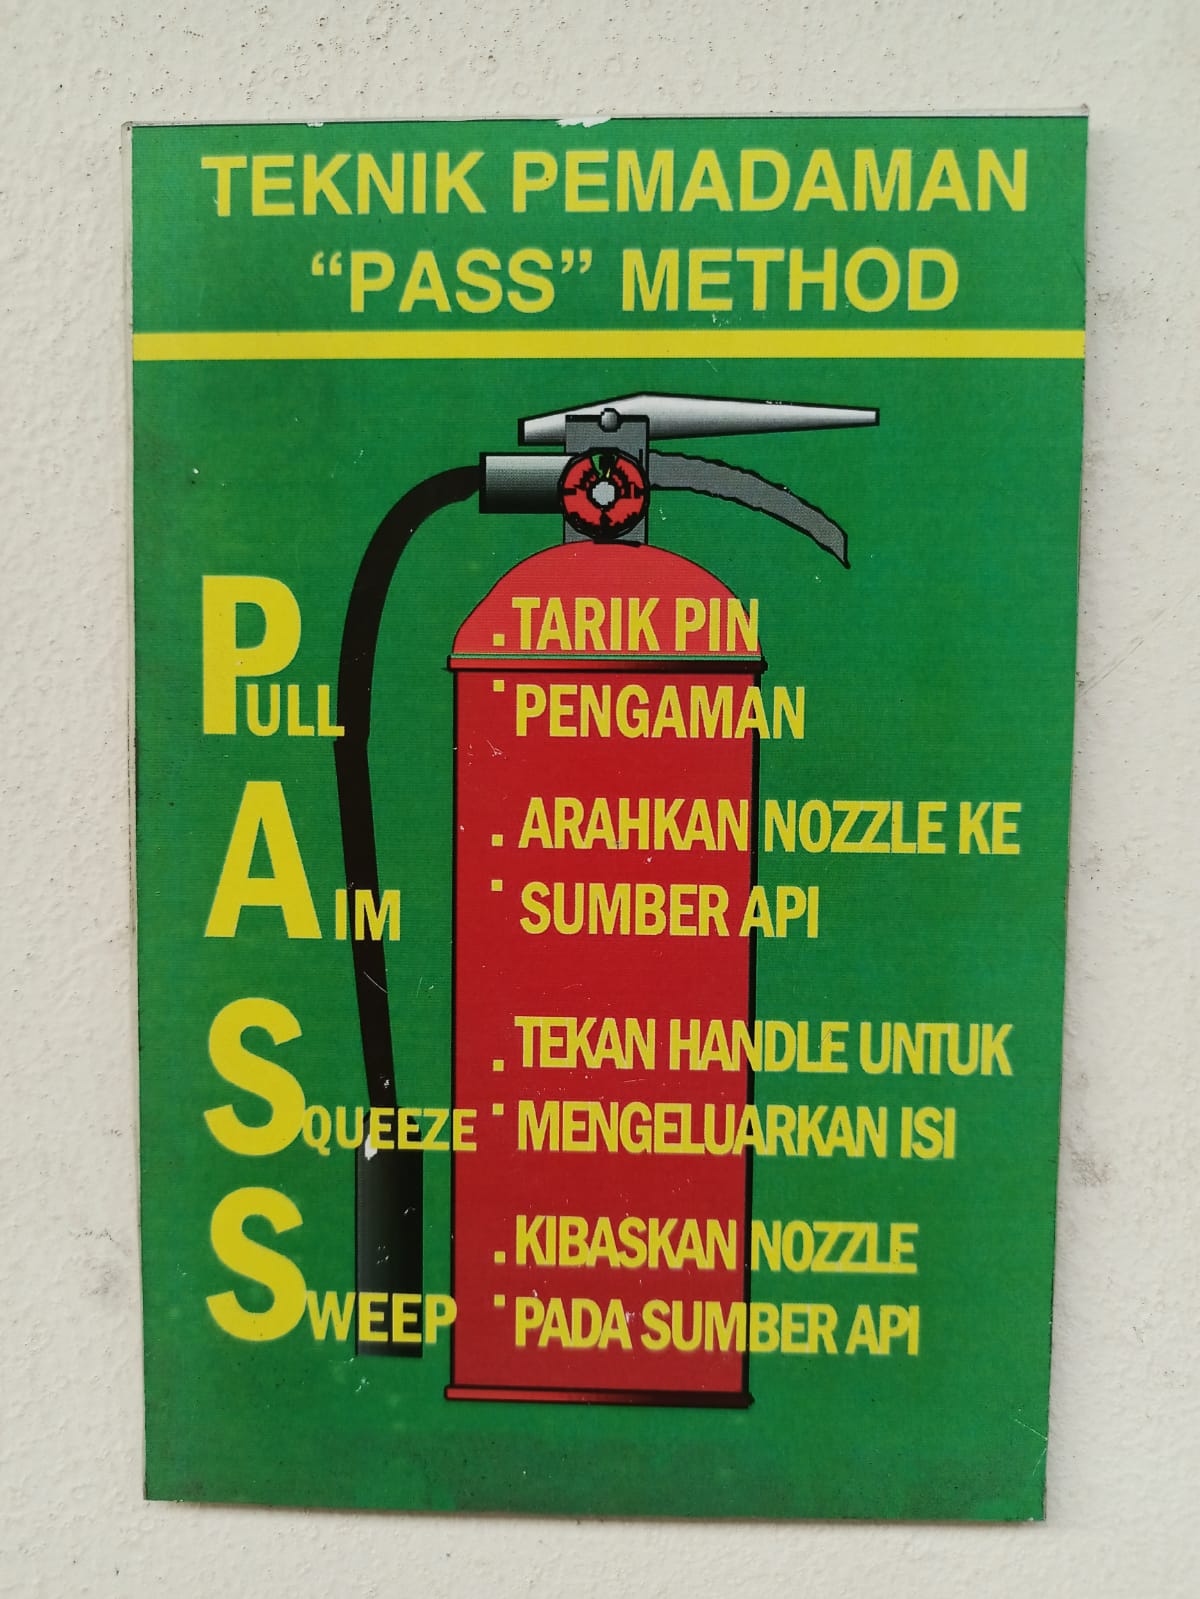 TEKNIK PEMADAMAN
“PASS” METHOD
PULL : TARIK PIN
PENGAMAN
AIM : ARAHKAN NOZZLE KE
SUMBER API
SQUEEZE : TEKAN HANDLE UNTUK
MENGELUARKAN ISI
SWEEP : KIBASKAN NOZZLE
PADA SUMBER API